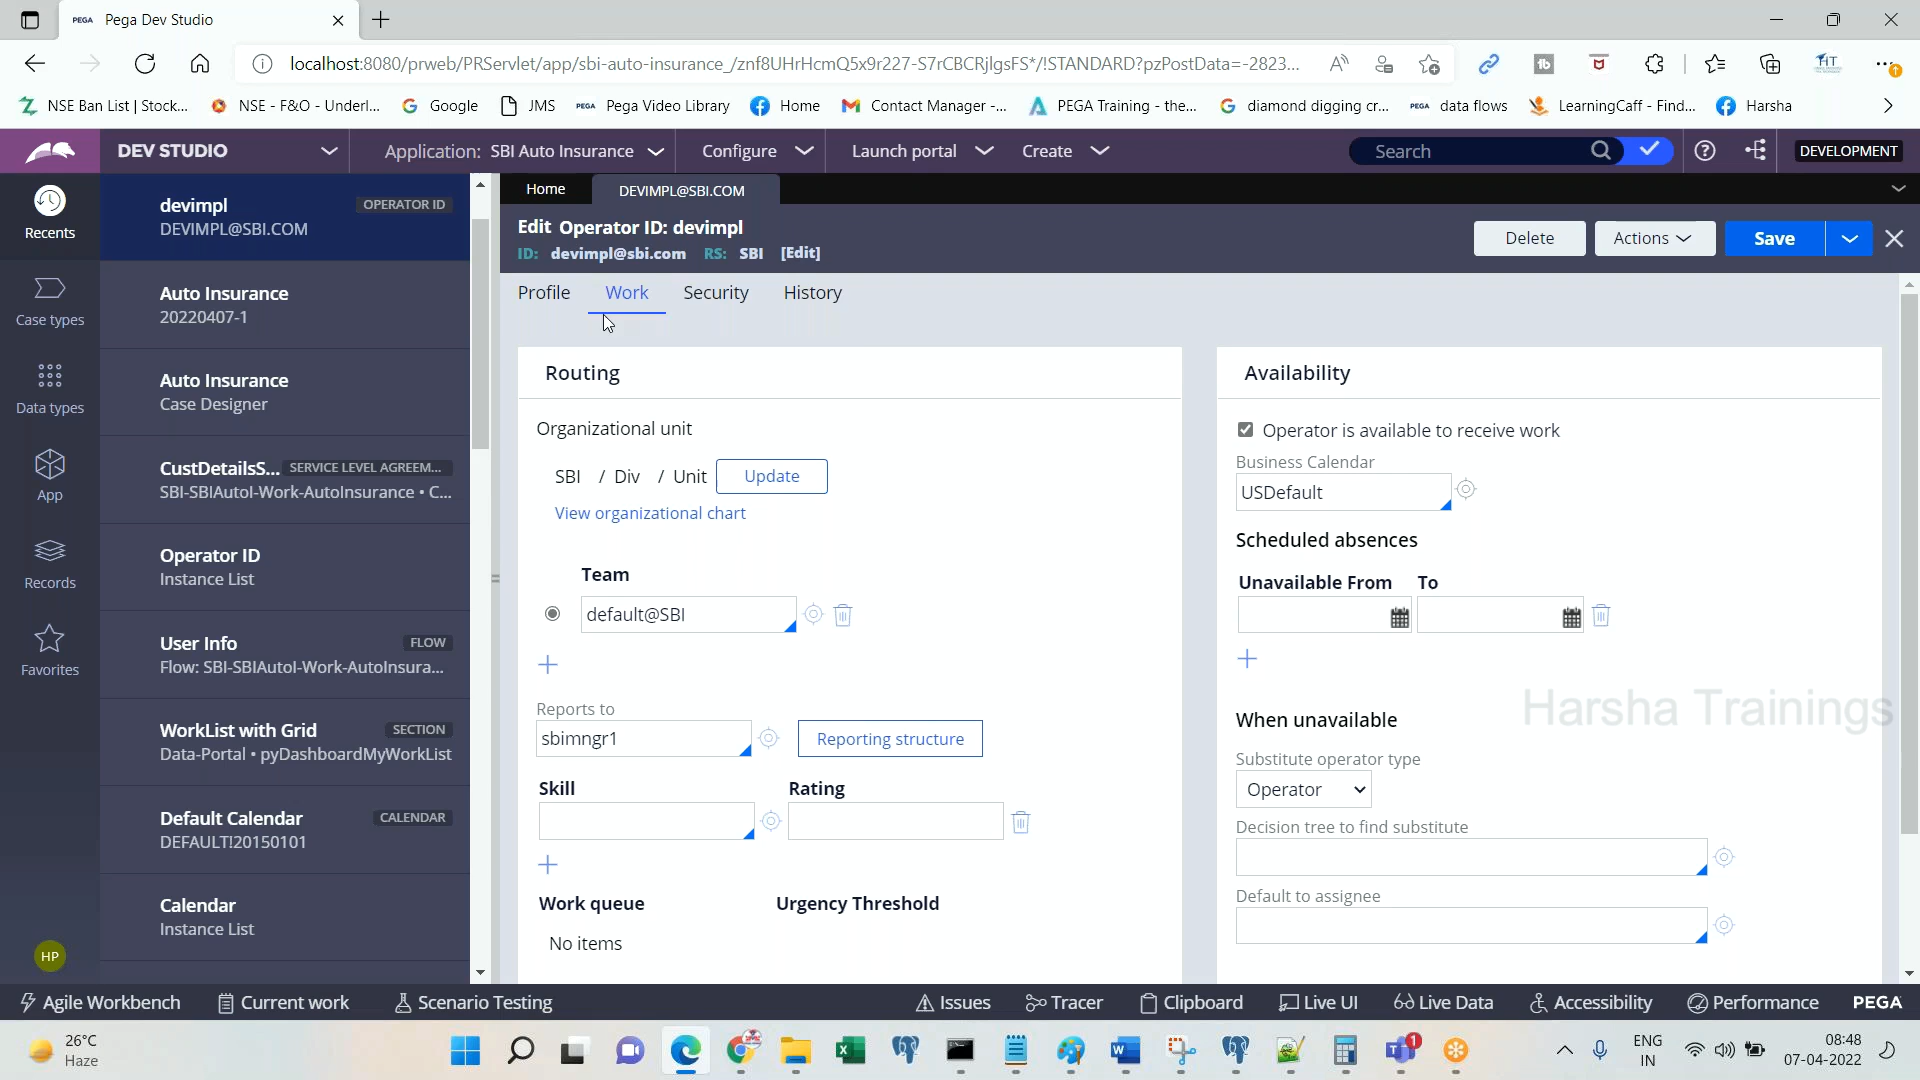 PEGA Pega Dev Studio
localhost:8080/prweb/PRServlet/app/sbi-auto-insurance_/znf8UHrHcmQ5x9r227-S7rCBCRjlgsFS*/!STANDARD?pzPostData=-2823...
NSE Ban List | Stock... NSE - F&O - Underl... Google JMS PEGA Pega Video Library Home Contact Manager -... PEGA Training - the... diamond digging cr... PEGA data flows LearningCaff - Find... Harsha
DEV STUDIO Application: SBI Auto Insurance Configure Launch portal Create Search DEVELOPMENT
Home DEVIMPL@SBI.COM
Recents
Case types
Data types
App
Records
Favorites
HP
devimpl OPERATOR ID
DEVIMPL@SBI.COM
Auto Insurance
20220407-1
Auto Insurance
Case Designer
CustDetailsS... SERVICE LEVEL AGREEM...
SBI-SBIAutoI-Work-AutoInsurance • C...
Operator ID
Instance List
User Info FLOW
Flow: SBI-SBIAutoI-Work-AutoInsura...
WorkList with Grid SECTION
Data-Portal • pyDashboardMyWorkList
Default Calendar CALENDAR
DEFAULT!20150101
Calendar
Instance List
Edit Operator ID: devimpl
ID: devimpl@sbi.com RS: SBI [Edit]
Delete Actions Save
Profile Work Security History
Routing
Organizational unit
SBI / Div / Unit Update
View organizational chart
Team
default@SBI
Reports to
sbimngr1 Reporting structure
Skill Rating
Work queue Urgency Threshold
No items
Availability
Operator is available to receive work
Business Calendar
USDefault
Scheduled absences
Unavailable From To
Harsha Trainings
When unavailable
Substitute operator type
Operator
Decision tree to find substitute
Default to assignee
Agile Workbench Current work Scenario Testing Issues Tracer Clipboard Live UI Live Data Accessibility Performance PEGA
26°C
Haze
1
ENG
IN
08:48
07-04-2022